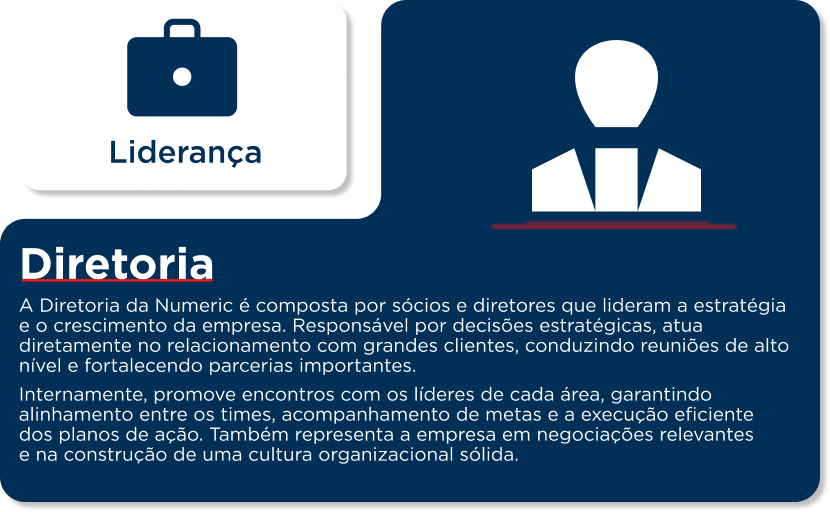 Liderança
Diretoria
A Diretoria da Numeric é composta por sócios e diretores que lideram a estratégia
e o crescimento da empresa. Responsável por decisões estratégicas, atua
diretamente no relacionamento com grandes clientes, conduzindo reuniões de alto
nível e fortalecendo parcerias importantes.
Internamente, promove encontros com os líderes de cada área, garantindo
alinhamento entre os times, acompanhamento de metas e a execução eficiente
dos planos de ação. Também representa a empresa em negociações relevantes
e na construção de uma cultura organizacional sólida.